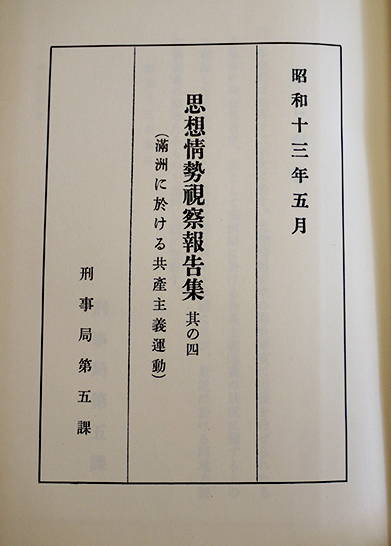 昭和十三年五月
思想情勢視察報告集 其の四
(滿洲に於ける共產主義運動)
刑事局第五課